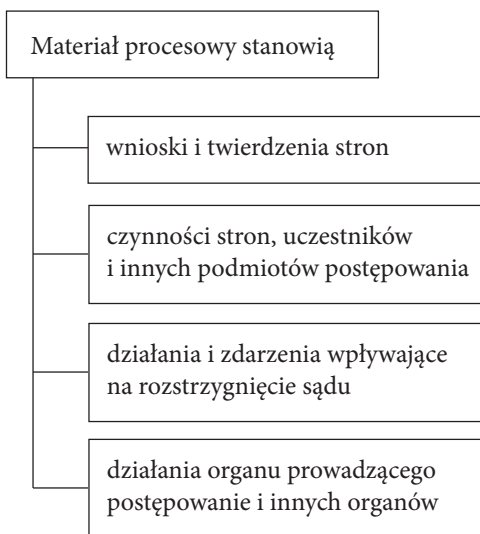 Materiał procesowy stanowią
wnioski i twierdzenia stron
czynności stron, uczestników
i innych podmiotów postępowania
działania i zdarzenia wpływające
na rozstrzygnięcie sądu
działania organu prowadzącego
postępowanie i innych organów